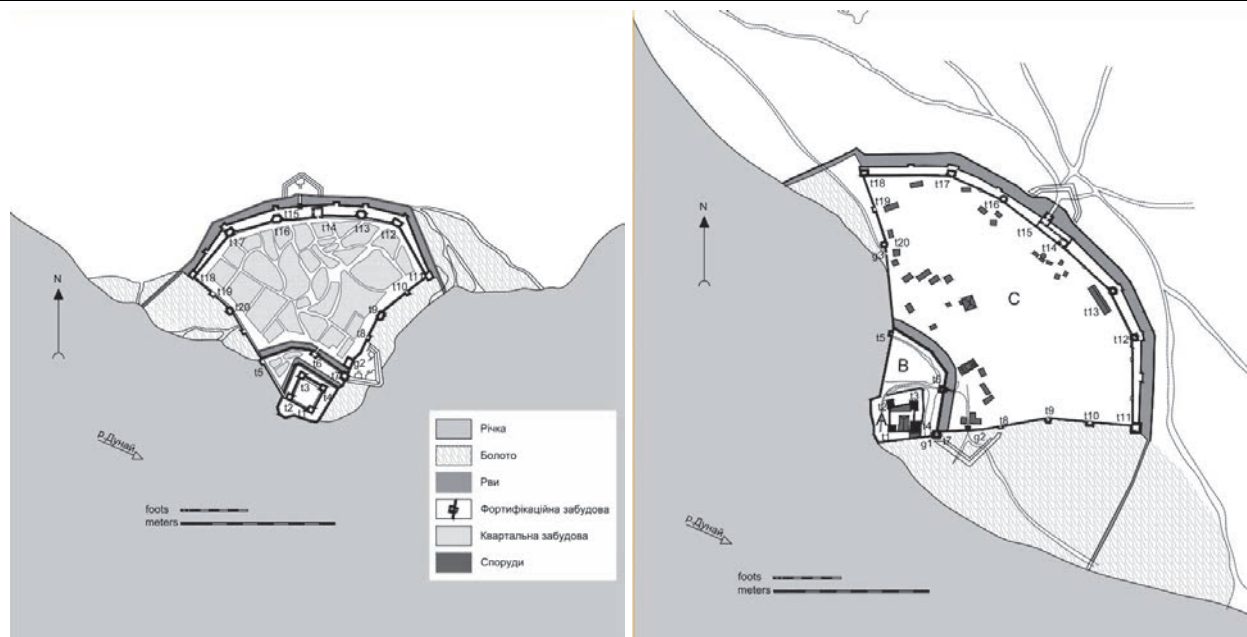 N
t15
t16
t14
t13
t12
t17
t18
t11
t19
t10
t20
t9
t8
t5
t6
g2
t7
t3
t4
t2
t1
р.Дунай
foots
meters
Річка
Болото
Рви
Фортифікаційна забудова
Квартальна забудова
Споруди
N
t18
t17
t16
t19
t15
t14
t20
g3
C
t13
t12
t5
B
t6
t2
t3
A
t9
t8
t10
t11
t4
g2
t1
g1
t7
р.Дунай
foots
meters